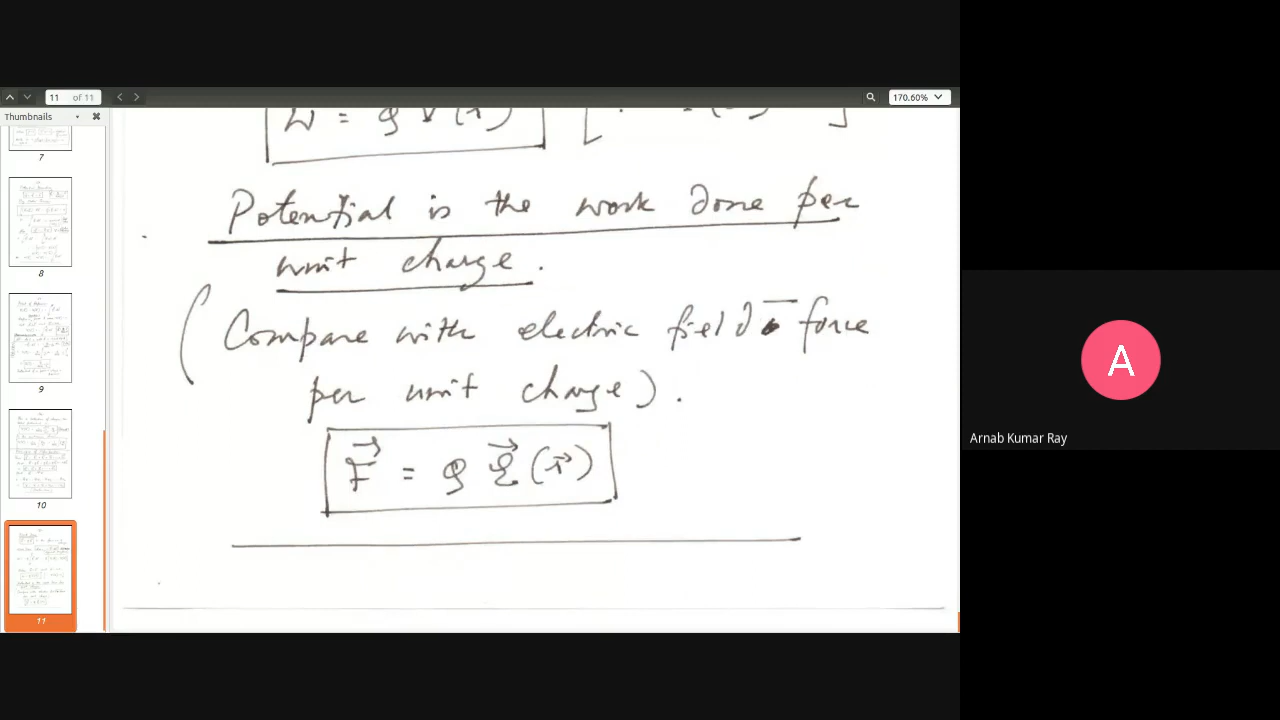 11 of 11
170.60%
Thumbnails
7
8
9
10
11
W = Q V(r)
Potential is the work done per
unit charge.
(Compare with electric field - force
per unit charge).
F⃗ = Q E⃗(r⃗)
A
Arnab Kumar Ray